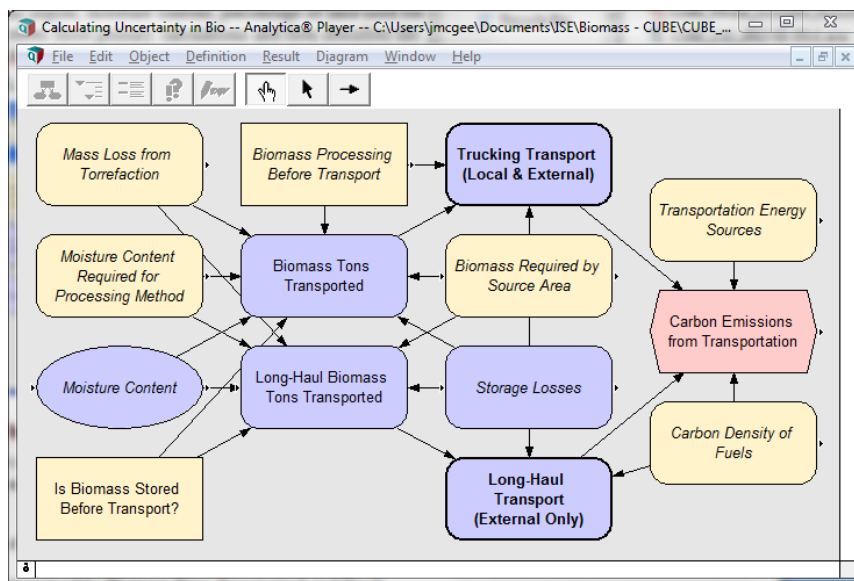 Calculating Uncertainty in Bio -- Analytica® Player -- C:\Users\jmcgee\Documents\ISE\Biomass - CUBE\CUBE_...
File Edit Object Definition Result Diagram Window Help
Mass Loss from
Torrefaction
Biomass Processing
Before Transport
Trucking Transport
(Local & External)
Transportation Energy
Sources
Moisture Content
Required for
Processing Method
Biomass Tons
Transported
Biomass Required by
Source Area
Carbon Emissions
from Transportation
Moisture Content
Long-Haul Biomass
Tons Transported
Storage Losses
Carbon Density of
Fuels
Is Biomass Stored
Before Transport?
Long-Haul
Transport
(External Only)